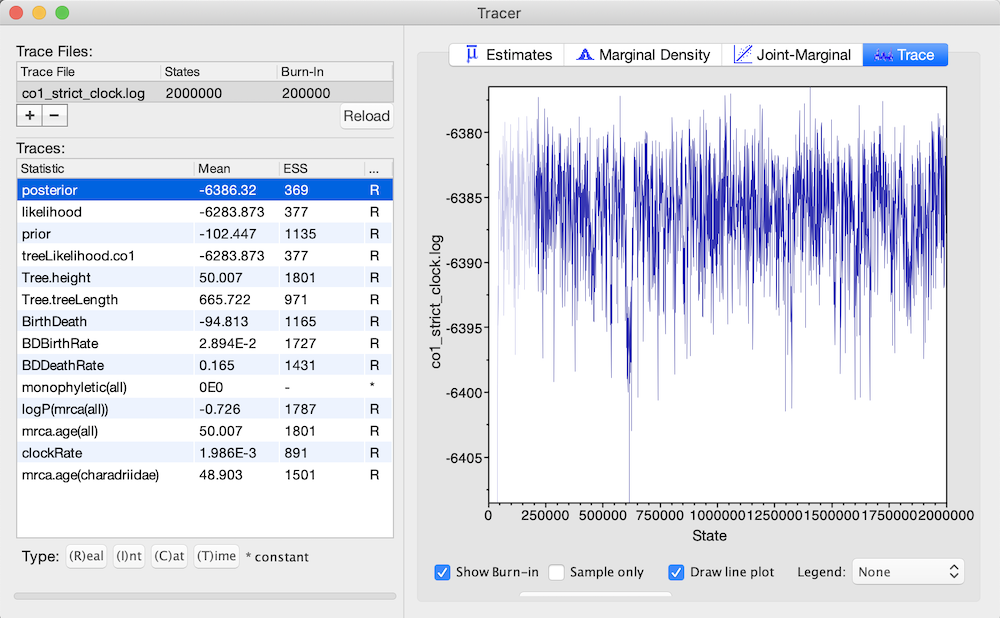 Tracer
Trace Files:
Trace File States Burn-In
co1_strict_clock.log 2000000 200000
+ − Reload
Traces:
Statistic Mean ESS ...
posterior -6386.32 369 R
likelihood -6283.873 377 R
prior -102.447 1135 R
treeLikelihood.co1 -6283.873 377 R
Tree.height 50.007 1801 R
Tree.treeLength 665.722 971 R
BirthDeath -94.813 1165 R
BDBirthRate 2.894E-2 1727 R
BDDeathRate 0.165 1431 R
monophyletic(all) 0E0 - *
logP(mrca(all)) -0.726 1787 R
mrca.age(all) 50.007 1801 R
clockRate 1.986E-3 891 R
mrca.age(charadriidae) 48.903 1501 R
Type: (R)eal (I)nt (C)at (T)ime * constant
μ Estimates Marginal Density Joint-Marginal Trace
co1_strict_clock.log
-6380
-6385
-6390
-6395
-6400
-6405
0 250000 500000 750000 1000000 1250000 1500000 1750000 2000000
State
Show Burn-in Sample only Draw line plot Legend: None